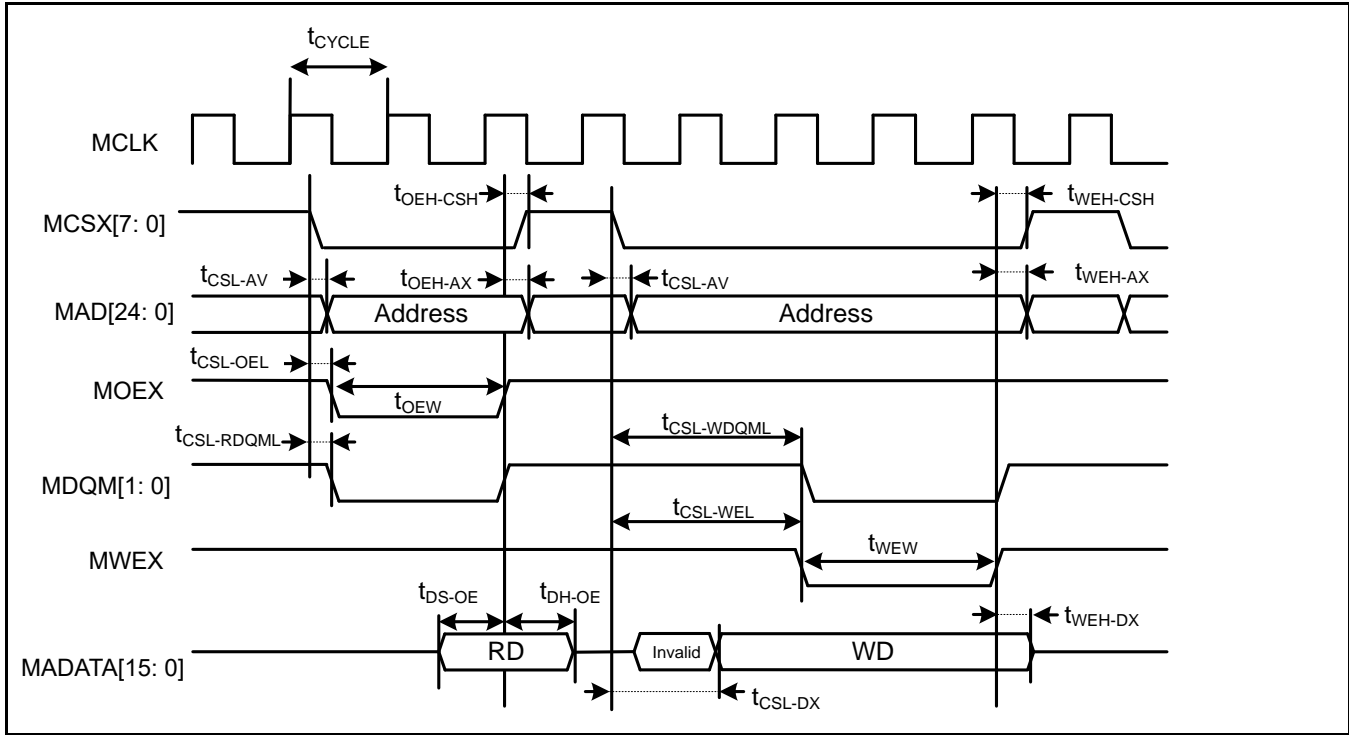 tCYCLE
MCLK
tOEH-CSH
tWEH-CSH
MCSX[7: 0]
tCSL-AV
tOEH-AX
tCSL-AV
tWEH-AX
MAD[24: 0]
Address
Address
tCSL-OEL
MOEX
tOEW
tCSL-RDQML
tCSL-WDQML
MDQM[1: 0]
tCSL-WEL
MWEX
tWEW
tDS-OE
tDH-OE
tWEH-DX
MADATA[15: 0]
RD
Invalid
WD
tCSL-DX